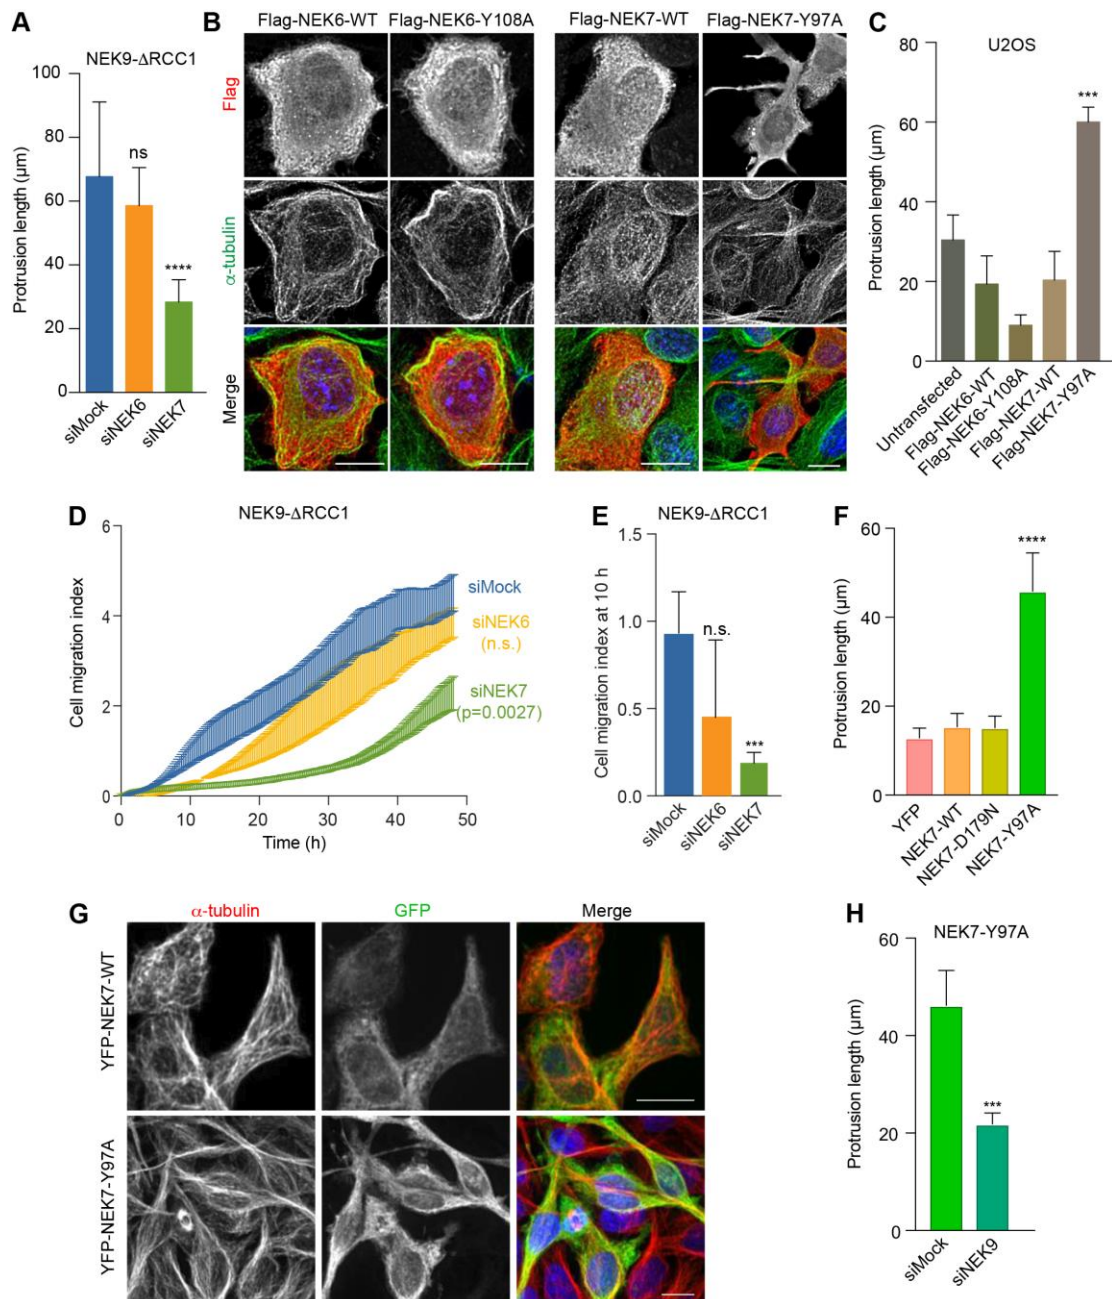 A
NEK9-ΔRCC1
Protrusion length (µm)
100
80
60
40
20
0
ns
****
siMock
siNEK6
siNEK7
B
Flag-NEK6-WT
Flag-NEK6-Y108A
Flag-NEK7-WT
Flag-NEK7-Y97A
Flag
α-tubulin
Merge
C
U2OS
Protrusion length (µm)
80
60
40
20
0
***
Untransfected
Flag-NEK6-WT
Flag-NEK6-Y108A
Flag-NEK7-WT
Flag-NEK7-Y97A
D
NEK9-ΔRCC1
Cell migration index
6
4
2
0
0
10
20
30
40
50
Time (h)
siMock
siNEK6
(n.s.)
siNEK7
(p=0.0027)
E
NEK9-ΔRCC1
Cell migration index at 10 h
1.5
1.0
0.5
0.0
n.s.
***
siMock
siNEK6
siNEK7
F
Protrusion length (µm)
60
40
20
0
****
YFP
NEK7-WT
NEK7-D179N
NEK7-Y97A
G
α-tubulin
GFP
Merge
YFP-NEK7-WT
YFP-NEK7-Y97A
H
NEK7-Y97A
Protrusion length (µm)
60
40
20
0
***
siMock
siNEK9